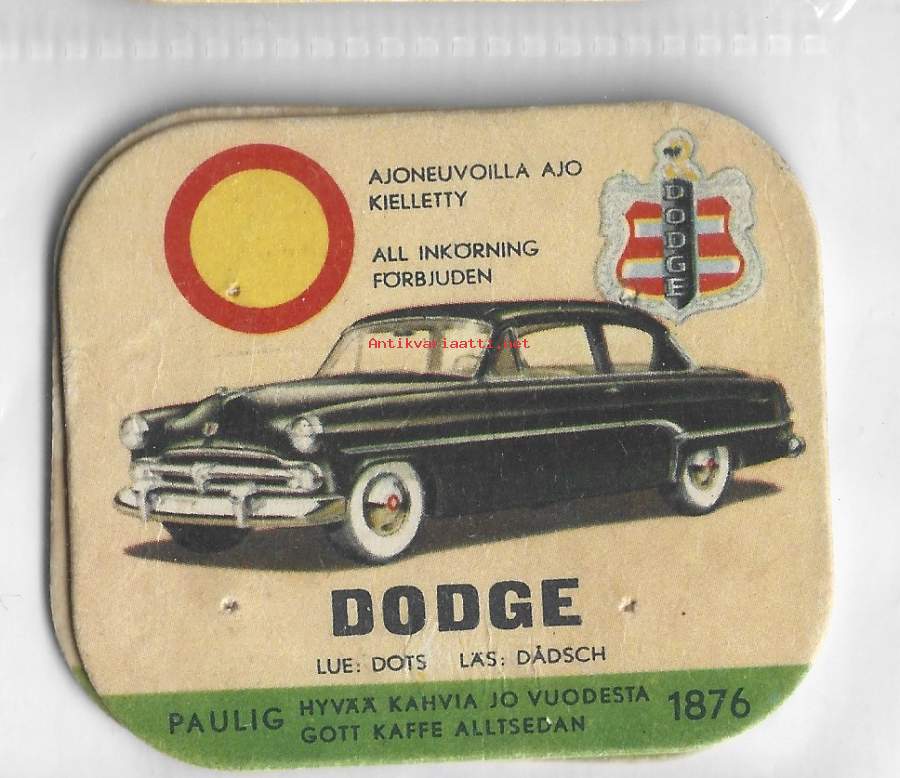 AJONEUVOILLA AJO
KIELLETTY
ALL INKÖRNING
FÖRBJUDEN
DODGE
Antikvariaatti.net
DODGE
LUE: DOTS LÄS: DÅDSCH
PAULIG HYVÄÄ KAHVIA JO VUODESTA 1876
GOTT KAFFE ALLTSEDAN